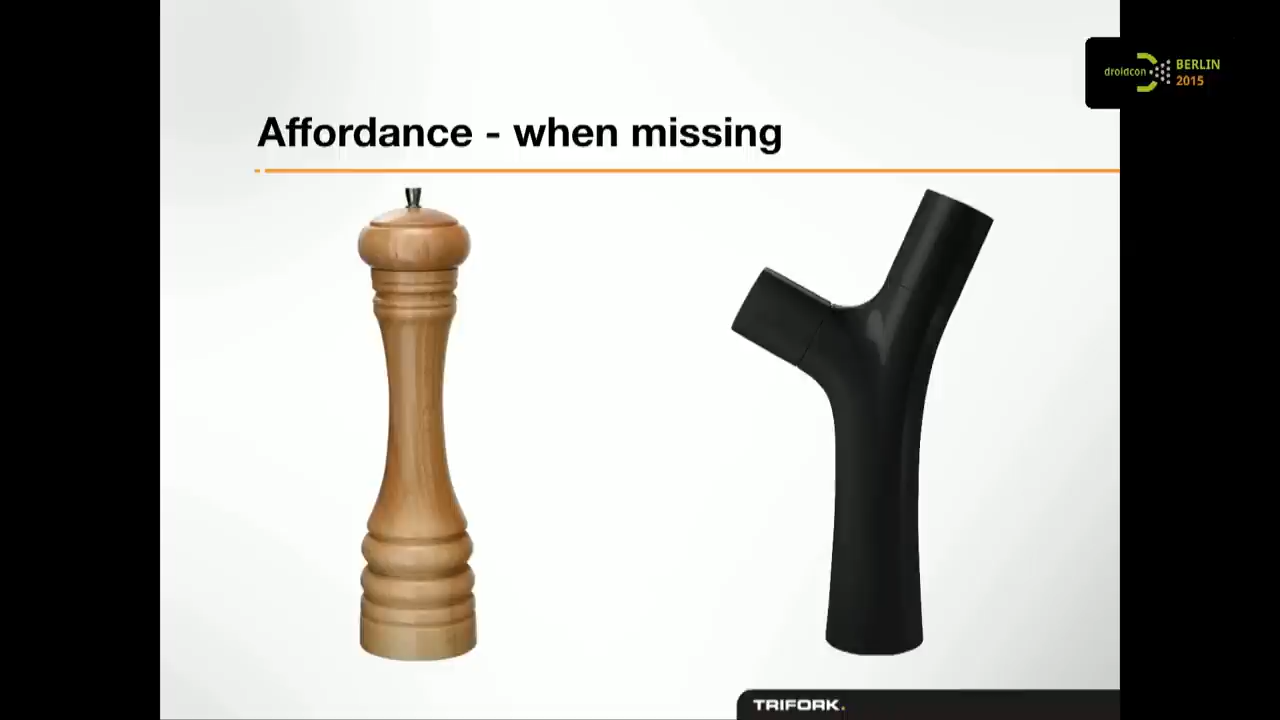 droidcon
BERLIN
2015
Affordance - when missing
TRIFORK.